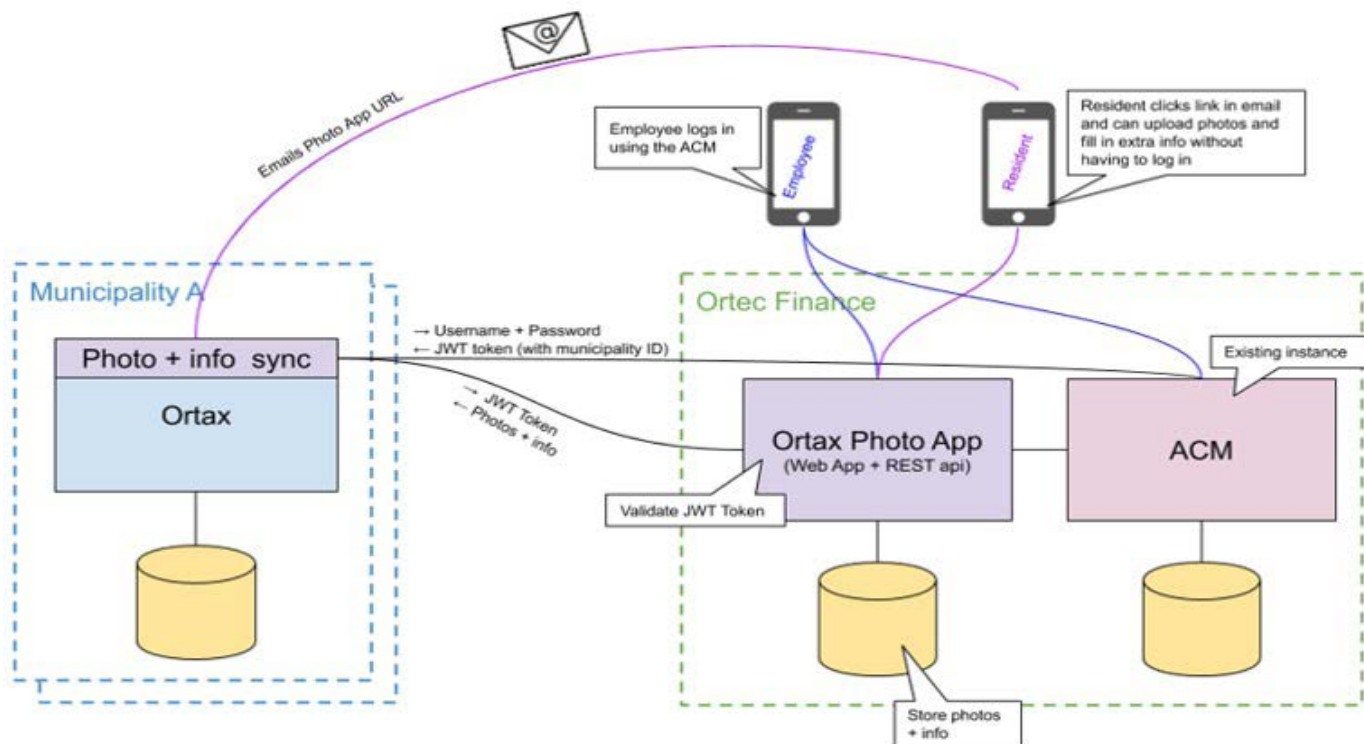 @
Emails Photo App URL
Employee logs in
using the ACM
Employee
Resident
Resident clicks link in email
and can upload photos and
fill in extra info without
having to log in
Municipality A
Ortec Finance
→ Username + Password
← JWT token (with municipality ID)
Photo + info sync
Ortax
→ JWT Token
← Photos + info
Existing instance
Ortax Photo App
(Web App + REST api)
ACM
Validate JWT Token
Store photos
+ info